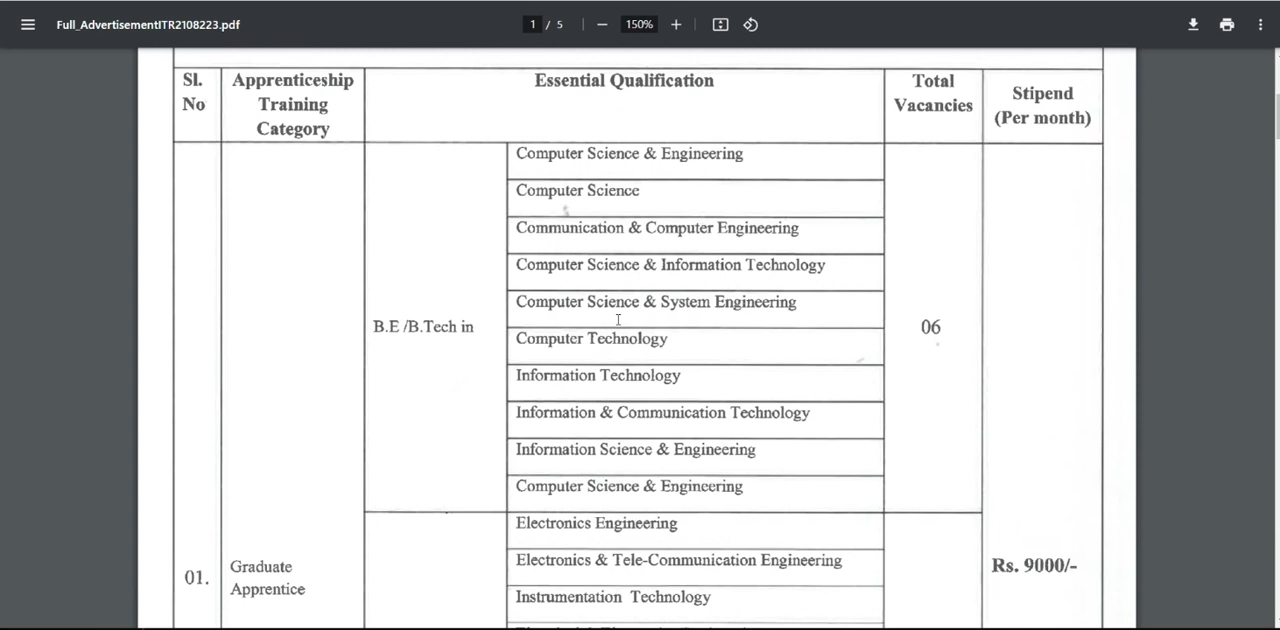 Full_AdvertisementITR2108223.pdf
1 / 5
150%
Sl. No
Apprenticeship Training Category
Essential Qualification
Total Vacancies
Stipend (Per month)
01.
Graduate Apprentice
B.E /B.Tech in
Computer Science & Engineering
Computer Science
Communication & Computer Engineering
Computer Science & Information Technology
Computer Science & System Engineering
Computer Technology
Information Technology
Information & Communication Technology
Information Science & Engineering
Computer Science & Engineering
06
Electronics Engineering
Electronics & Tele-Communication Engineering
Instrumentation Technology
Rs. 9000/-